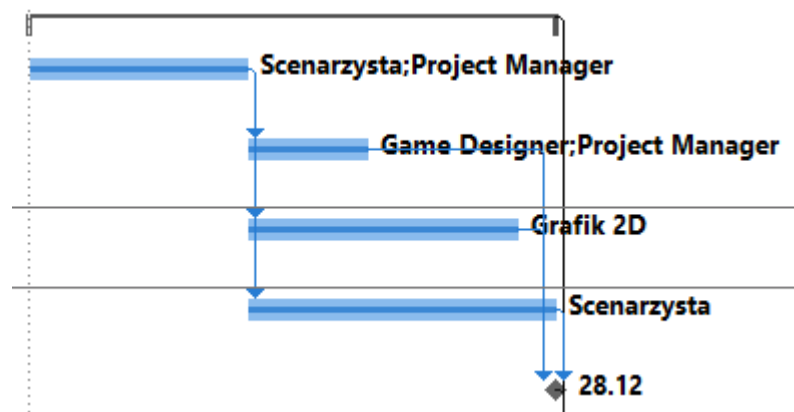 Scenarzysta;Project Manager
Game Designer;Project Manager
Grafik 2D
Scenarzysta
28.12